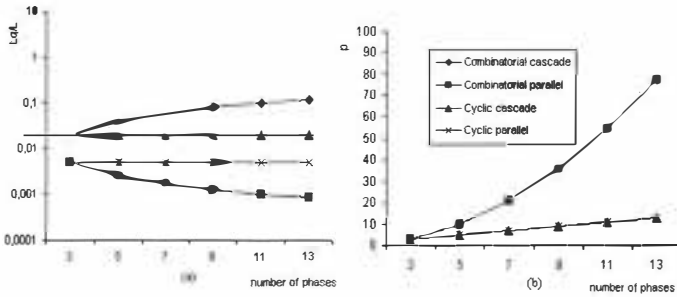 Lq/L
10
1
0,1
0,01
0,001
0,0001
3
5
7
9
11
13
(a)
number of phases
p
100
90
80
70
60
50
40
30
20
10
0
Combinatorial cascade
Combinatorial parallel
Cyclic cascade
Cyclic parallel
3
5
7
9
11
13
(b)
number of phases